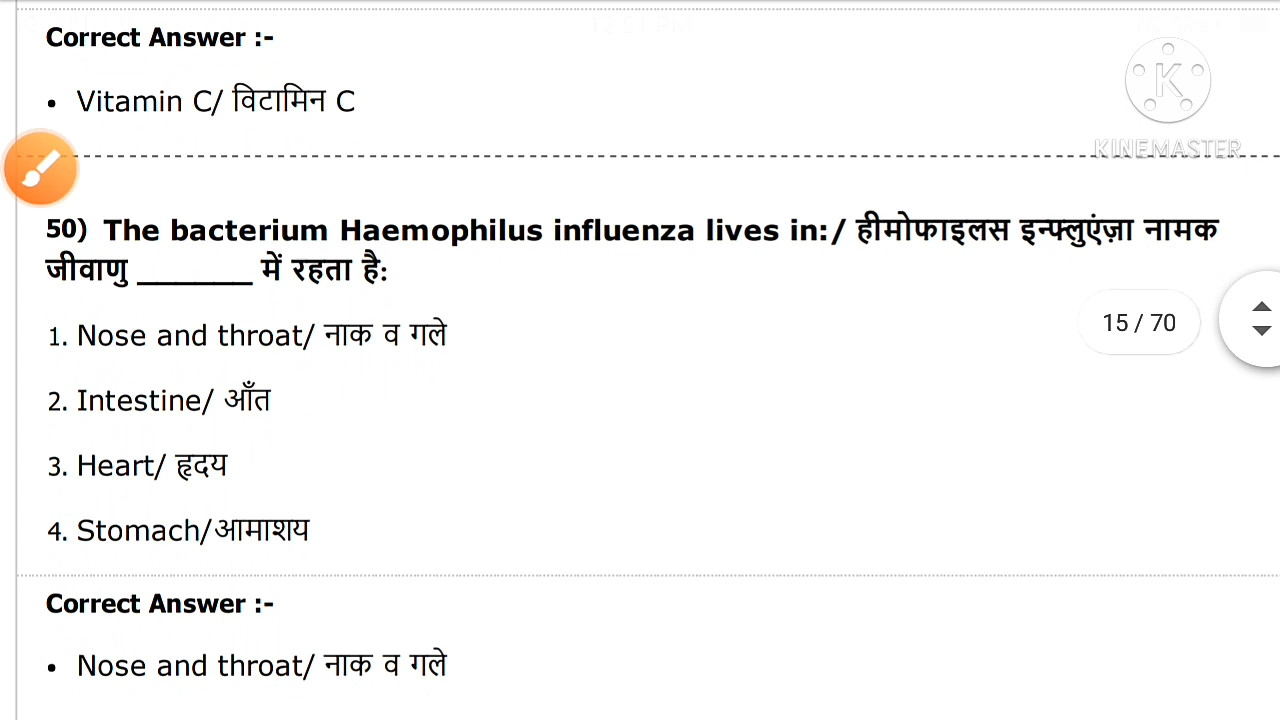 Correct Answer :-
• Vitamin C/ विटामिन C
K
KINEMASTER
50) The bacterium Haemophilus influenza lives in:/ हीमोफाइलस इन्फ्लुएंज़ा नामक
जीवाणु ______ में रहता है:
1. Nose and throat/ नाक व गले
15 / 70
2. Intestine/ आँत
3. Heart/ हृदय
4. Stomach/आमाशय
Correct Answer :-
• Nose and throat/ नाक व गले